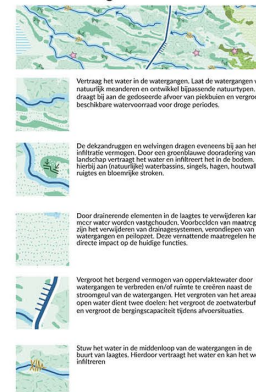 Vertraag het water in de watergangen. Laat de watergangen
natuurlijk meanderen en ontwikkel bijpassende natuurtypen.
draagt bij aan de gedoseerde afvoer van piekbuien en vergroot
beschikbare watervoorraad voor droge periodes.
De dekzandruggen en welvingen dragen eveneens bij aan het
infiltratie vermogen. Door een groenblauwe dooradering van
landschap vertraagt het water en infiltreert het in de bodem.
hierbij aan (natuurlijke) waterbassins, singels, hagen, houtwall
ruigtes en bloemrijke stroken.
Door drainerende elementen in de laagtes te verwijderen kan
meer water worden vastgehouden. Voorbeelden van maatreg
zijn het verwijderen van drainagesystemen, verondiepen van
watergangen en peilopzet. Deze vernattende maatregelen he
directe impact op de huidige functies.
Vergroot het bergend vermogen van oppervlaktewater door
watergangen te verbreden en/of ruimte te creëren naast de
stroomgeul van de watergangen. Het vergroten van het areaal
open water dient twee doelen: het vergroot de zoetwaterbuf
en vergroot de bergingscapaciteit tijdens afvoersituaties.
Stuw het water in de middenloop van de watergangen in de
buurt van laagtes. Hierdoor vertraagt het water en kan het we
infiltreren